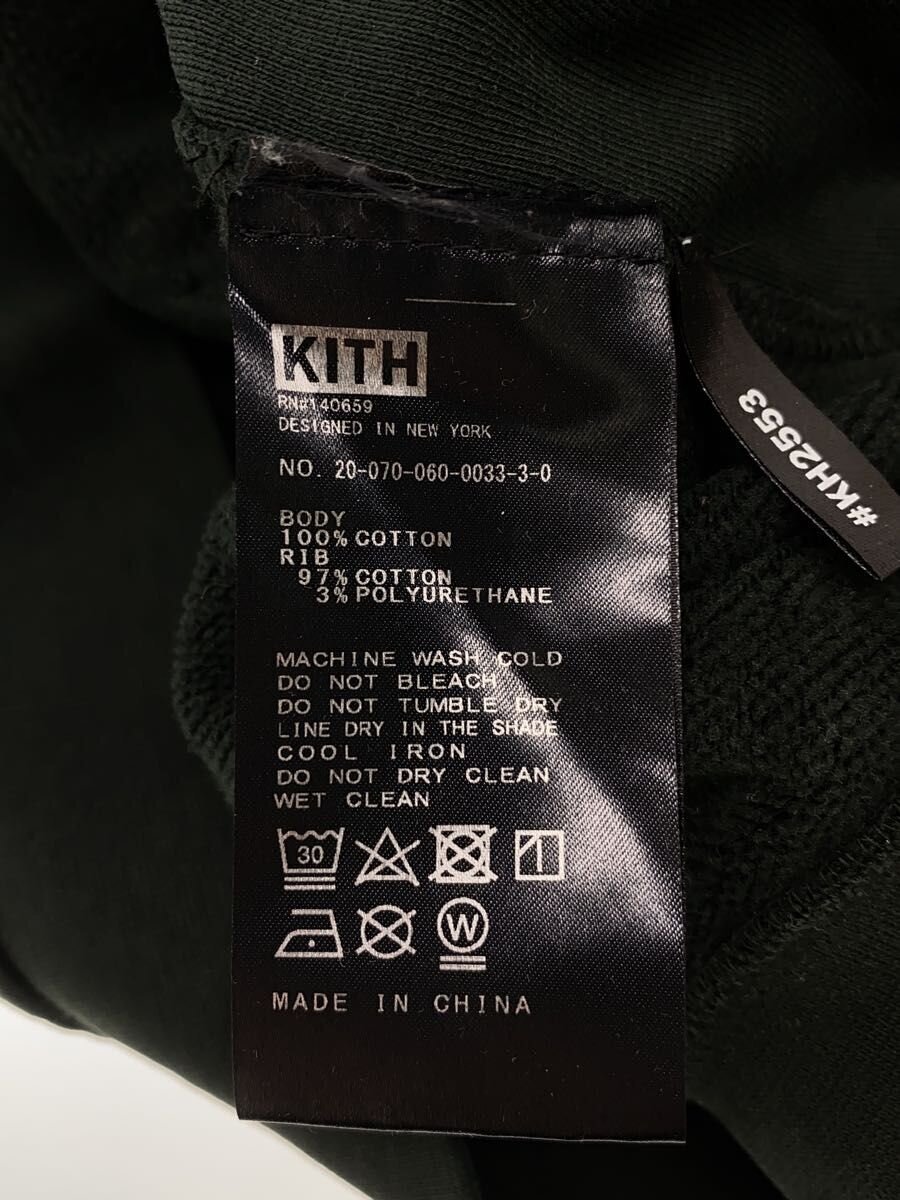 KITH
RN#140659
DESIGNED IN NEW YORK
NO. 20-070-060-0033-3-0
BODY
100% COTTON
RIB
97% COTTON
3% POLYURETHANE
MACHINE WASH COLD
DO NOT BLEACH
DO NOT TUMBLE DRY
LINE DRY IN THE SHADE
COOL IRON
DO NOT DRY CLEAN
WET CLEAN
30
W
MADE IN CHINA
#KH2553